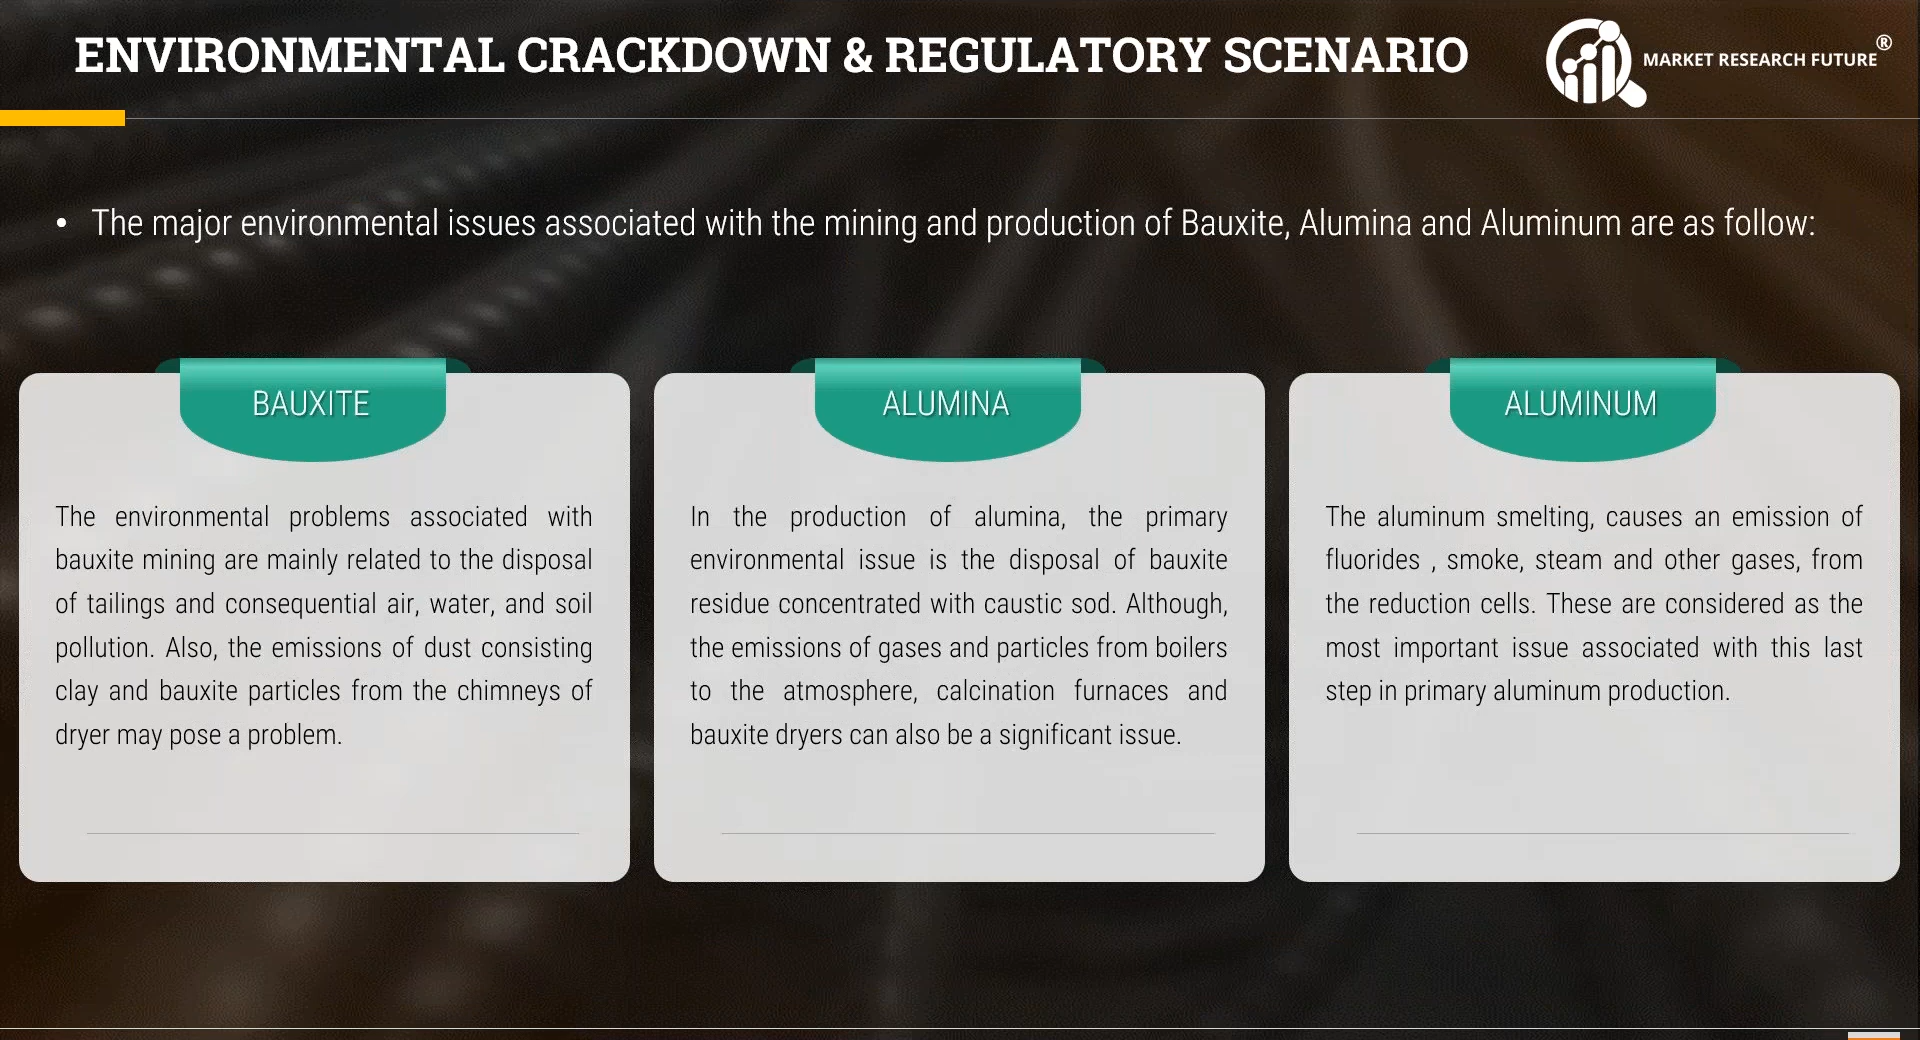 ENVIRONMENTAL CRACKDOWN & REGULATORY SCENARIO
MARKET RESEARCH FUTURE®
• The major environmental issues associated with the mining and production of Bauxite, Alumina and Aluminum are as follow:
BAUXITE
The environmental problems associated with
bauxite mining are mainly related to the disposal
of tailings and consequential air, water, and soil
pollution. Also, the emissions of dust consisting
clay and bauxite particles from the chimneys of
dryer may pose a problem.
ALUMINA
In the production of alumina, the primary
environmental issue is the disposal of bauxite
residue concentrated with caustic sod. Although,
the emissions of gases and particles from boilers
to the atmosphere, calcination furnaces and
bauxite dryers can also be a significant issue.
ALUMINUM
The aluminum smelting, causes an emission of
fluorides , smoke, steam and other gases, from
the reduction cells. These are considered as the
most important issue associated with this last
step in primary aluminum production.